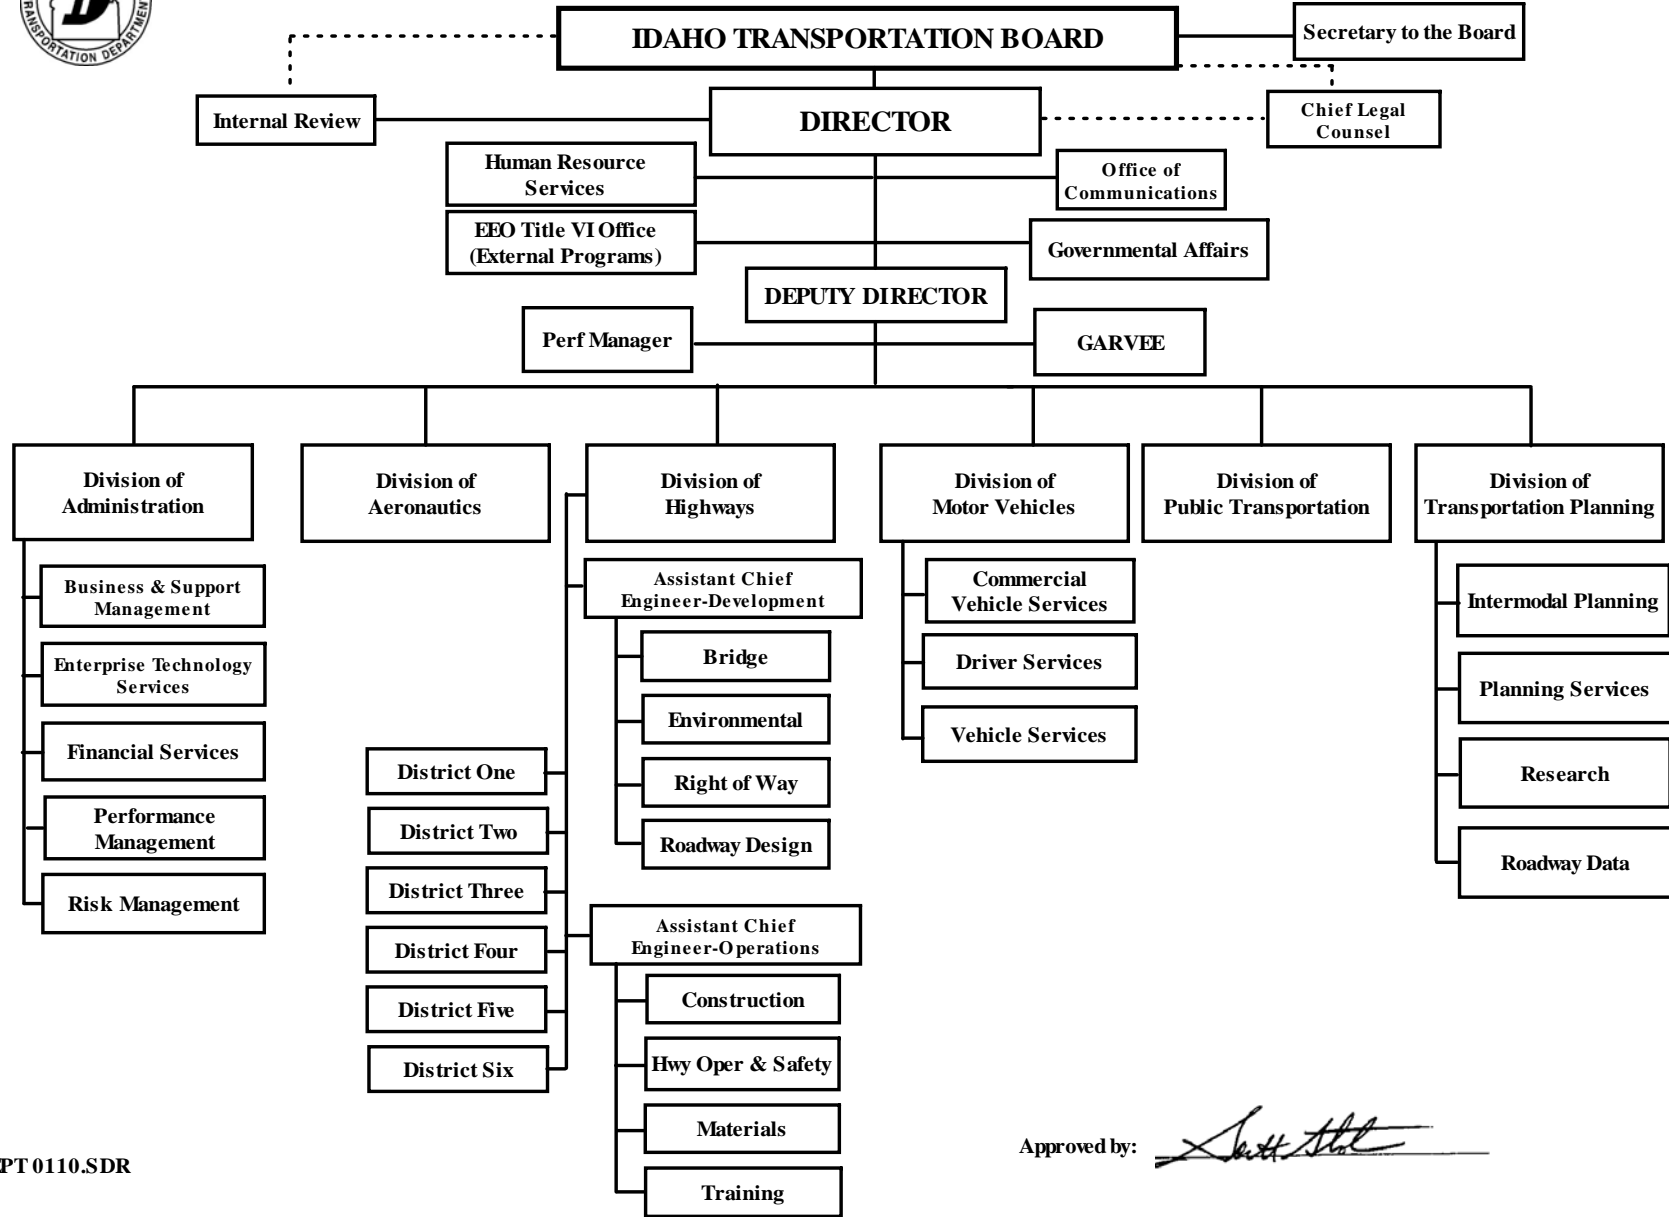 TRANSPORTATION DEPARTMENT
IDAHO TRANSPORTATION BOARD
Secretary to the Board
Internal Review
DIRECTOR
Chief Legal
Counsel
Human Resource
Services
Office of
Communications
EEO Title VI Office
(External Programs)
Governmental Affairs
DEPUTY DIRECTOR
Perf Manager
GARVEE
Division of
Administration
Division of
Aeronautics
Division of
Highways
Division of
Motor Vehicles
Division of
Public Transportation
Division of
Transportation Planning
Business & Support
Management
Enterprise Technology
Services
Financial Services
Performance
Management
Risk Management
District One
District Two
District Three
District Four
District Five
District Six
Assistant Chief
Engineer-Development
Bridge
Environmental
Right of Way
Roadway Design
Assistant Chief
Engineer-Operations
Construction
Hwy Oper & Safety
Materials
Training
Commercial
Vehicle Services
Driver Services
Vehicle Services
Intermodal Planning
Planning Services
Research
Roadway Data
Approved by:
PT 0110.SDR